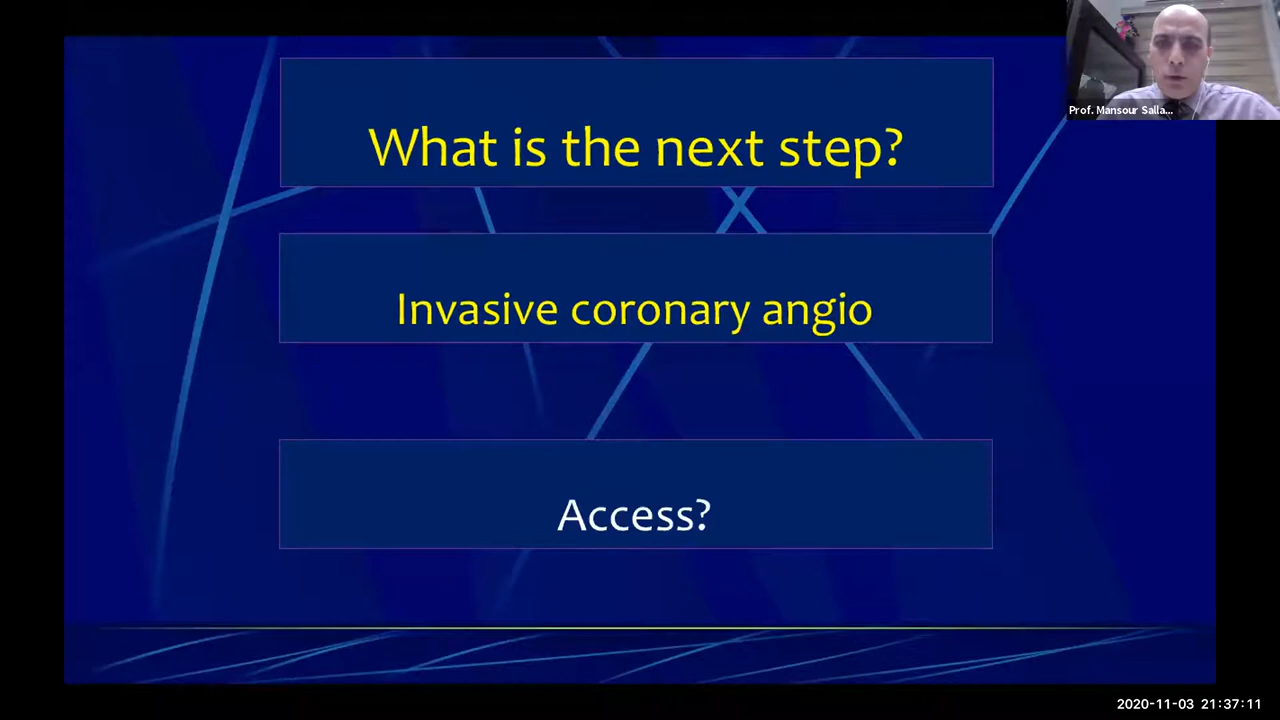 Prof. Mansour Salla...
What is the next step?
Invasive coronary angio
Access?
2020-11-03 21:37:11